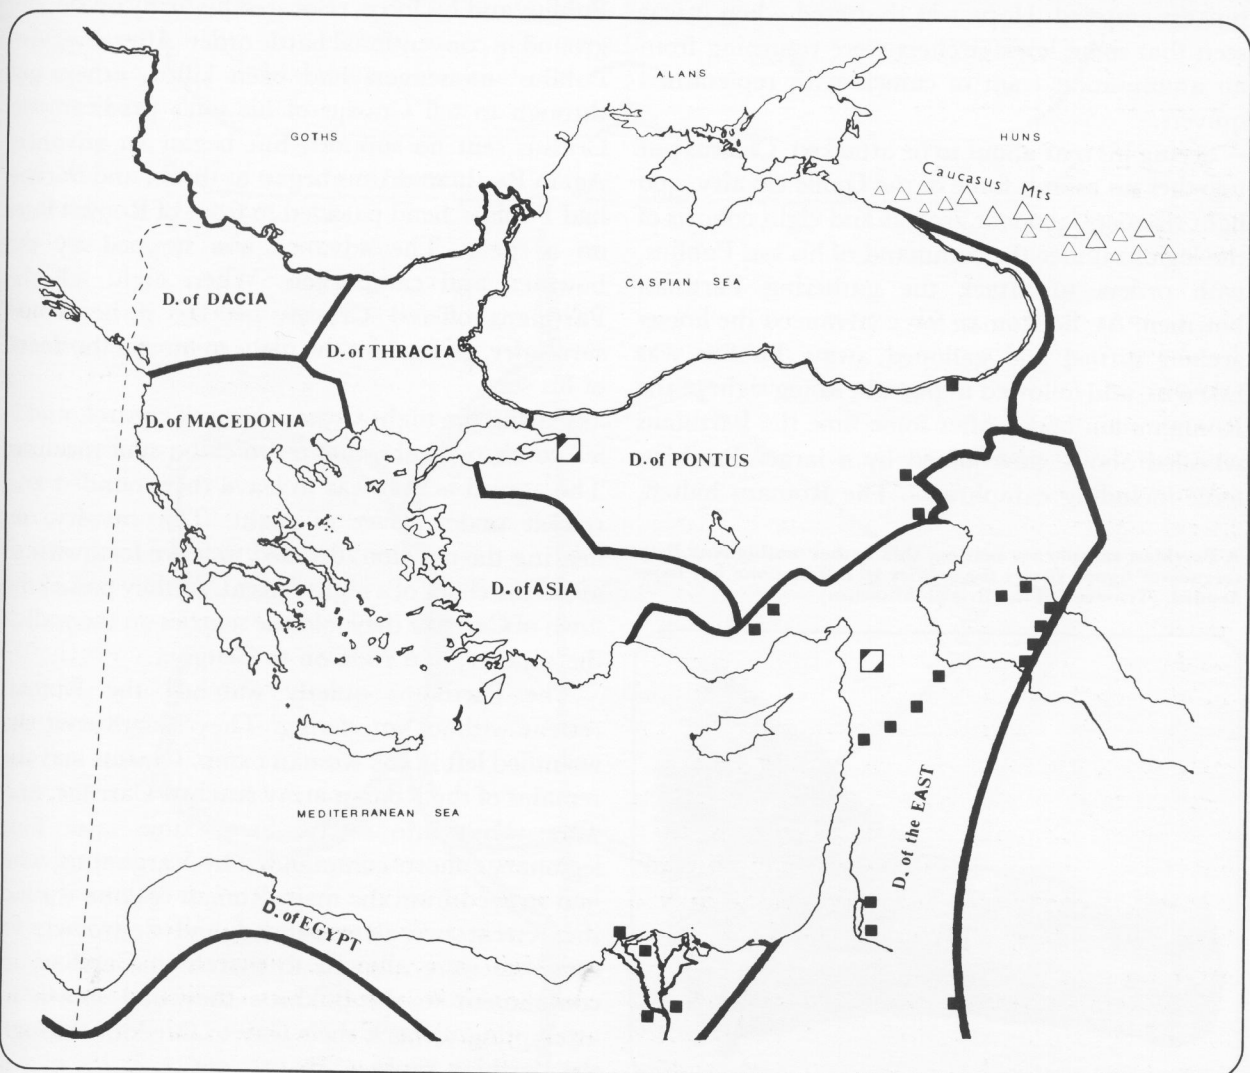 ALANS
GOTHS
HUNS
Caucasus Mts
CASPIAN SEA
D. of DACIA
D. of THRACIA
D. of MACEDONIA
D. of PONTUS
D. of ASIA
MEDITERRANEAN SEA
D. of the EAST
D. of EGYPT